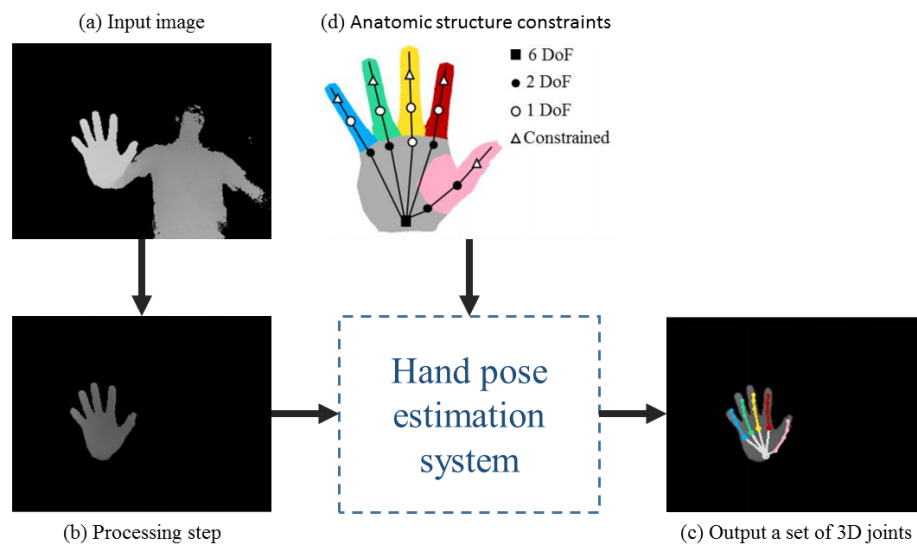 (a) Input image
(d) Anatomic structure constraints
6 DoF
2 DoF
1 DoF
Constrained
Hand pose
estimation
system
(b) Processing step
(c) Output a set of 3D joints